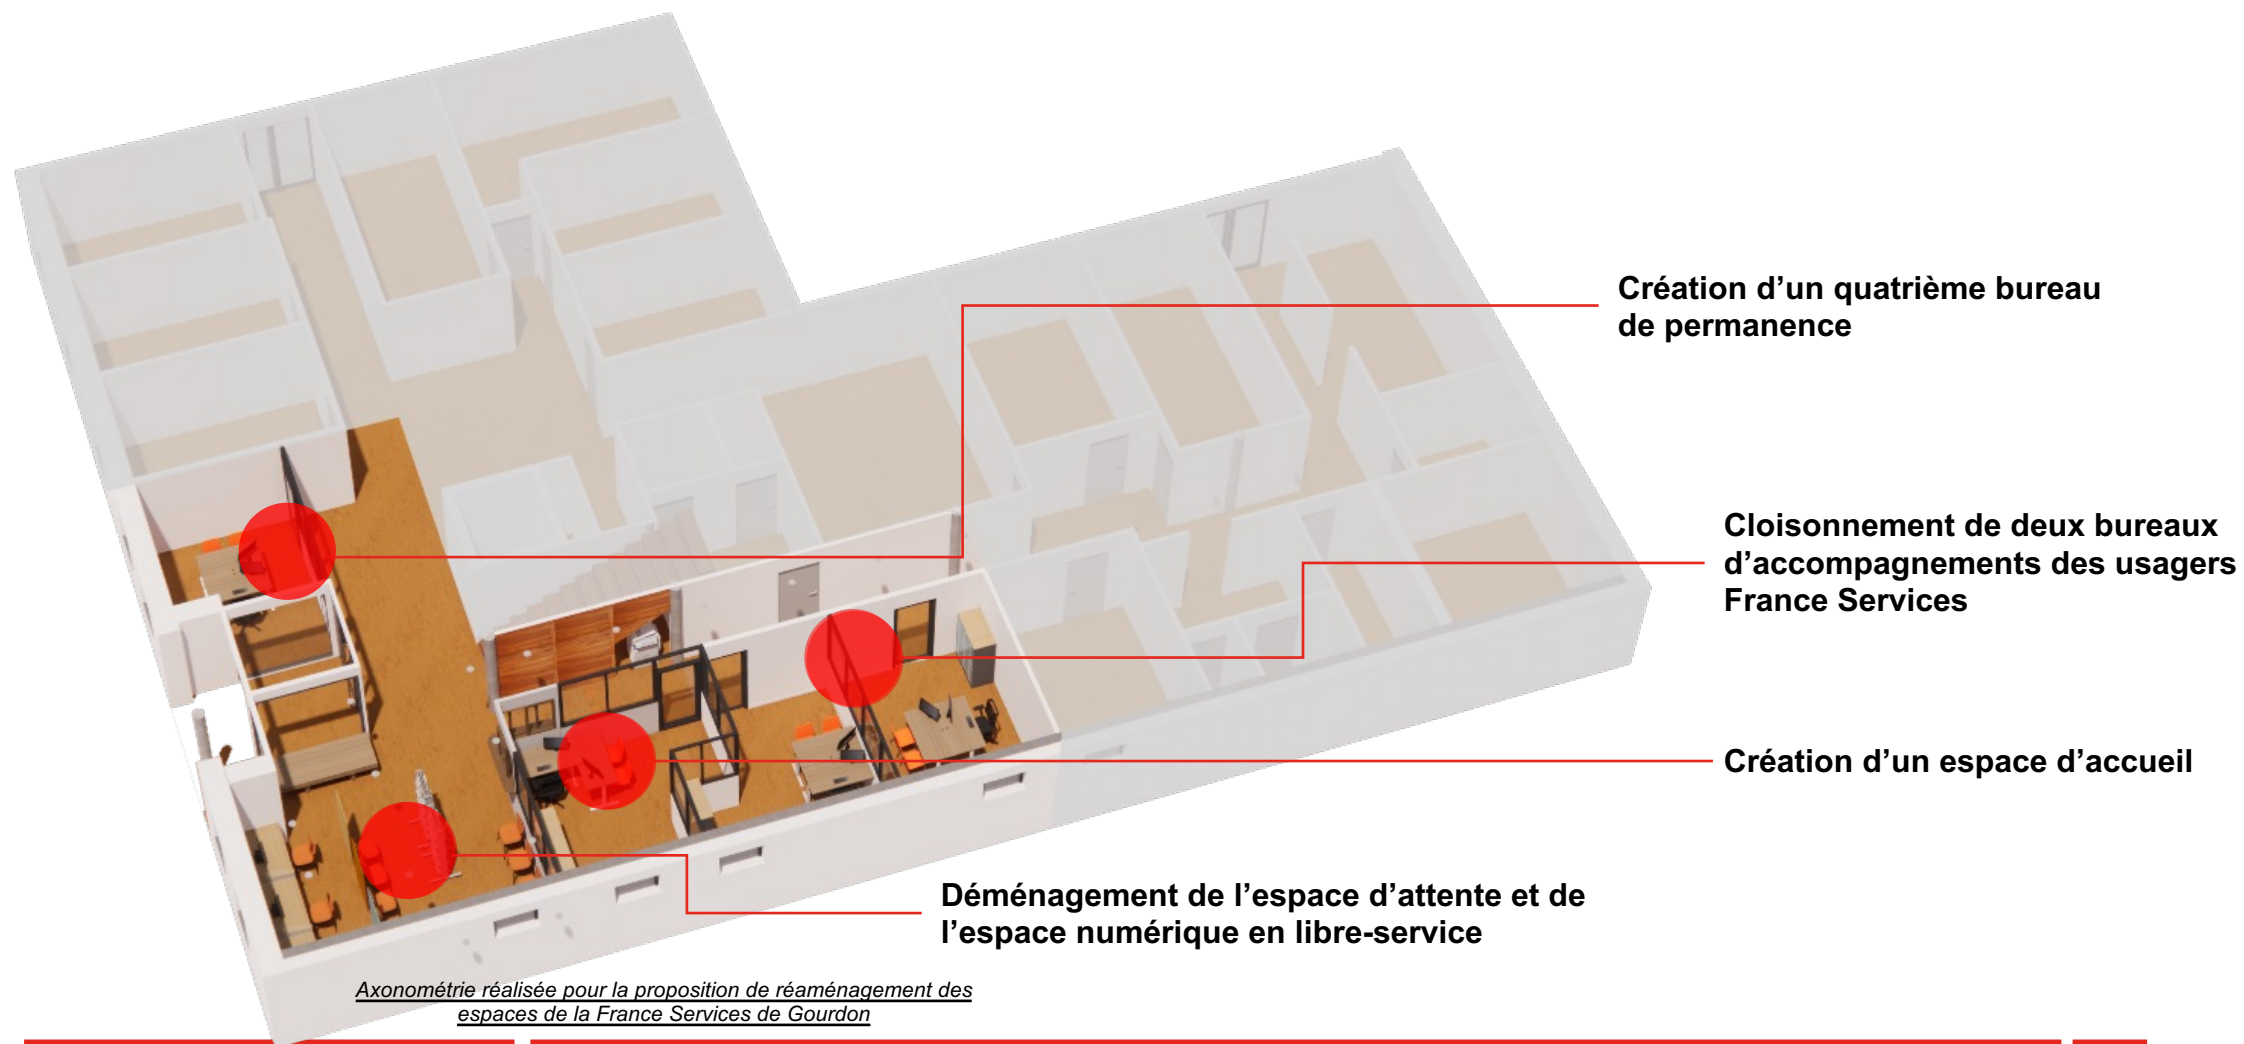 Création d’un quatrième bureau
de permanence
Cloisonnement de deux bureaux
d’accompagnements des usagers
France Services
Création d’un espace d’accueil
Déménagement de l’espace d’attente et de
l’espace numérique en libre-service
Axonométrie réalisée pour la proposition de réaménagement des
espaces de la France Services de Gourdon